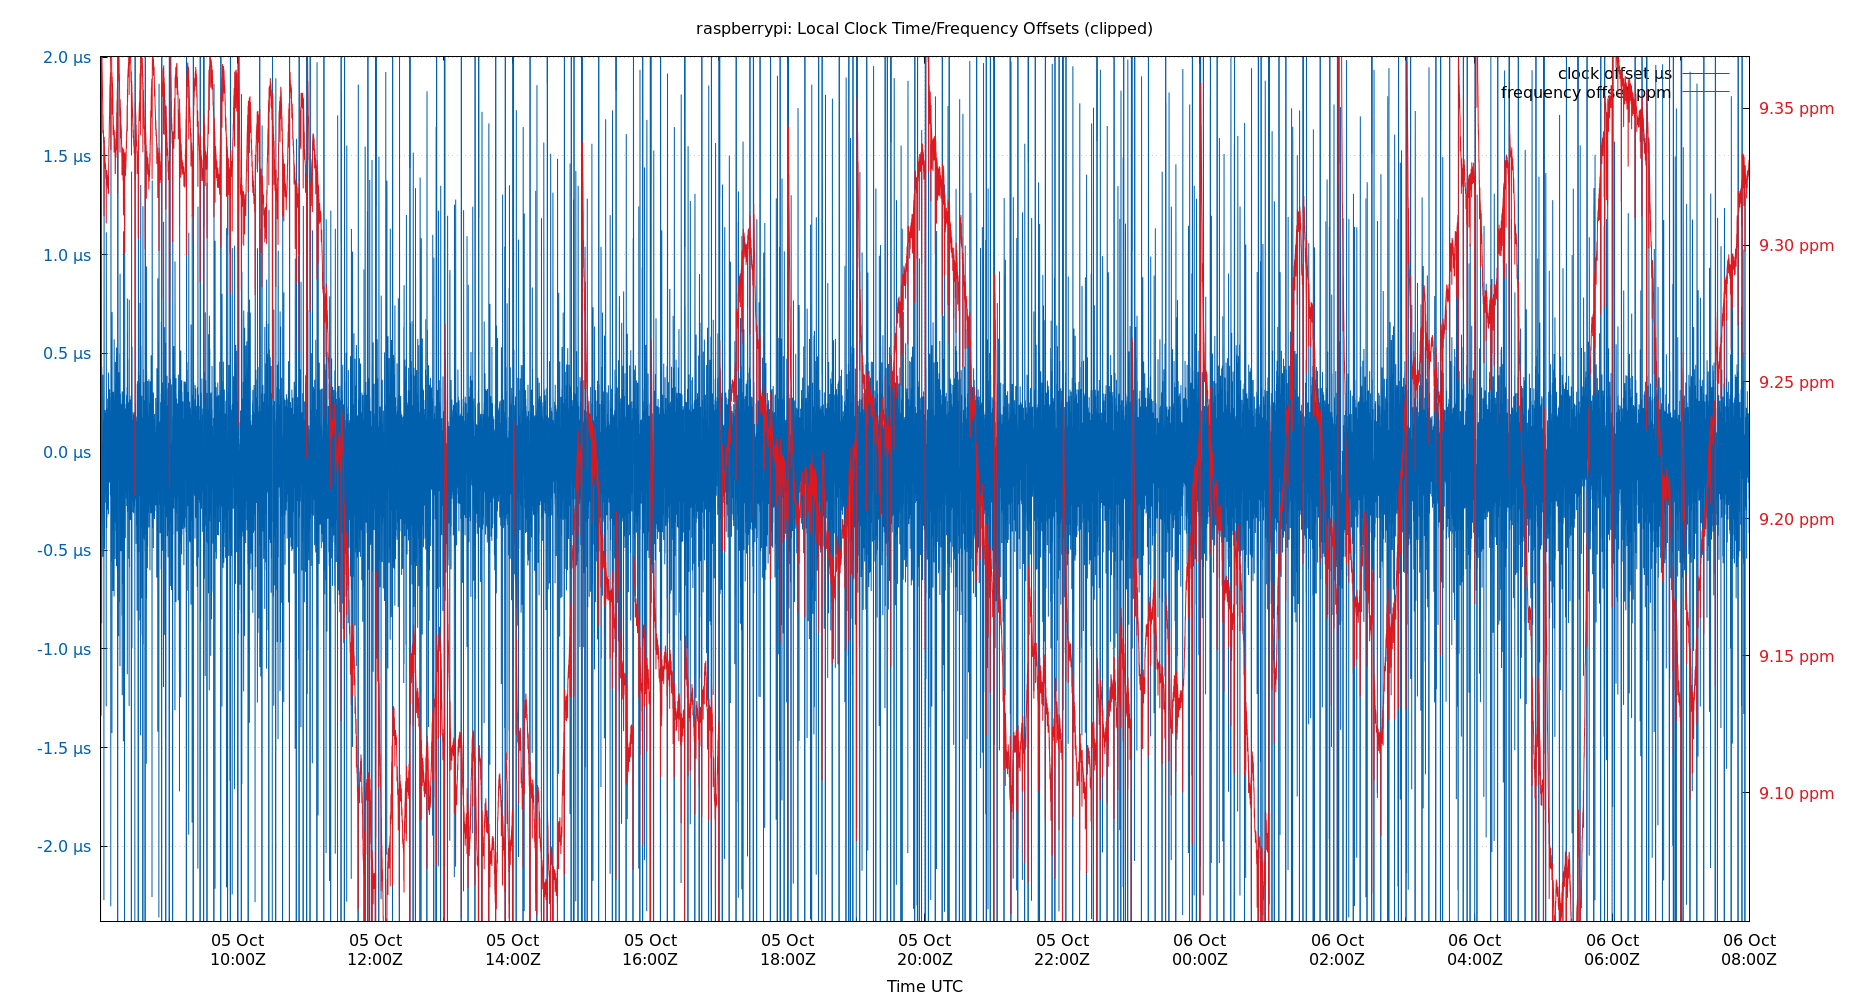 raspberrypi: Local Clock Time/Frequency Offsets (clipped)
2.0 µs
1.5 µs
1.0 µs
0.5 µs
0.0 µs
-0.5 µs
-1.0 µs
-1.5 µs
-2.0 µs
clock offset µs
frequency offset ppm
9.35 ppm
9.30 ppm
9.25 ppm
9.20 ppm
9.15 ppm
9.10 ppm
05 Oct 10:00Z
05 Oct 12:00Z
05 Oct 14:00Z
05 Oct 16:00Z
05 Oct 18:00Z
05 Oct 20:00Z
05 Oct 22:00Z
06 Oct 00:00Z
06 Oct 02:00Z
06 Oct 04:00Z
06 Oct 06:00Z
06 Oct 08:00Z
Time UTC